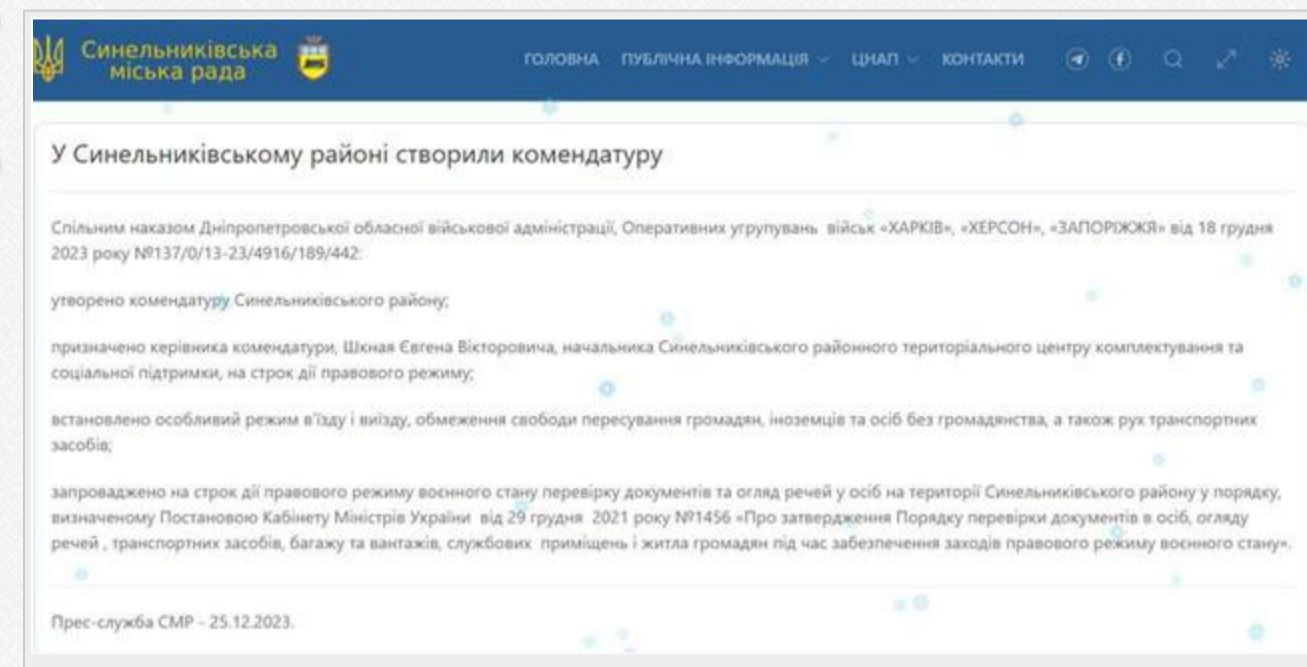 Синельниківська
міська рада
ГОЛОВНА ПУБЛІЧНА ІНФОРМАЦІЯ ЦНАП КОНТАКТИ
У Синельниківському районі створили комендатуру
Спільним наказом Дніпропетровської обласної військової адміністрації, Оперативних угрупувань військ «ХАРКІВ», «ХЕРСОН», «ЗАПОРІЖЖЯ» від 18 грудня
2023 року №137/0/13-23/4916/189/442:
утворено комендатуру Синельниківського району;
призначено керівника комендатури, Шкная Євгена Вікторовича, начальника Синельниківського районного територіального центру комплектування та
соціальної підтримки, на строк дії правового режиму;
встановлено особливий режим в'їзду і виїзду, обмеження свободи пересування громадян, іноземців та осіб без громадянства, а також рух транспортних
засобів;
запроваджено на строк дії правового режиму воєнного стану перевірку документів та огляд речей у осіб на території Синельниківського району у порядку,
визначеному Постановою Кабінету Міністрів України від 29 грудня 2021 року №1456 «Про затвердження Порядку перевірки документів в осіб, огляду
речей , транспортних засобів, багажу та вантажів, службових приміщень і житла громадян під час забезпечення заходів правового режиму воєнного стану».
Прес-служба СМР - 25.12.2023.